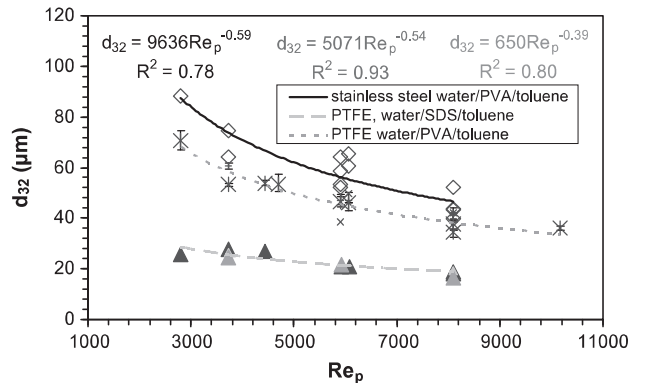 120
d32 = 9636Rep^-0.59 d32 = 5071Rep^-0.54 d32 = 650Rep^-0.39
R² = 0.78 R² = 0.93 R² = 0.80
100
stainless steel water/PVA/toluene
PTFE, water/SDS/toluene
PTFE water/PVA/toluene
80
60
40
20
0
d32 (µm)
1000 3000 5000 7000 9000 11000
Rep